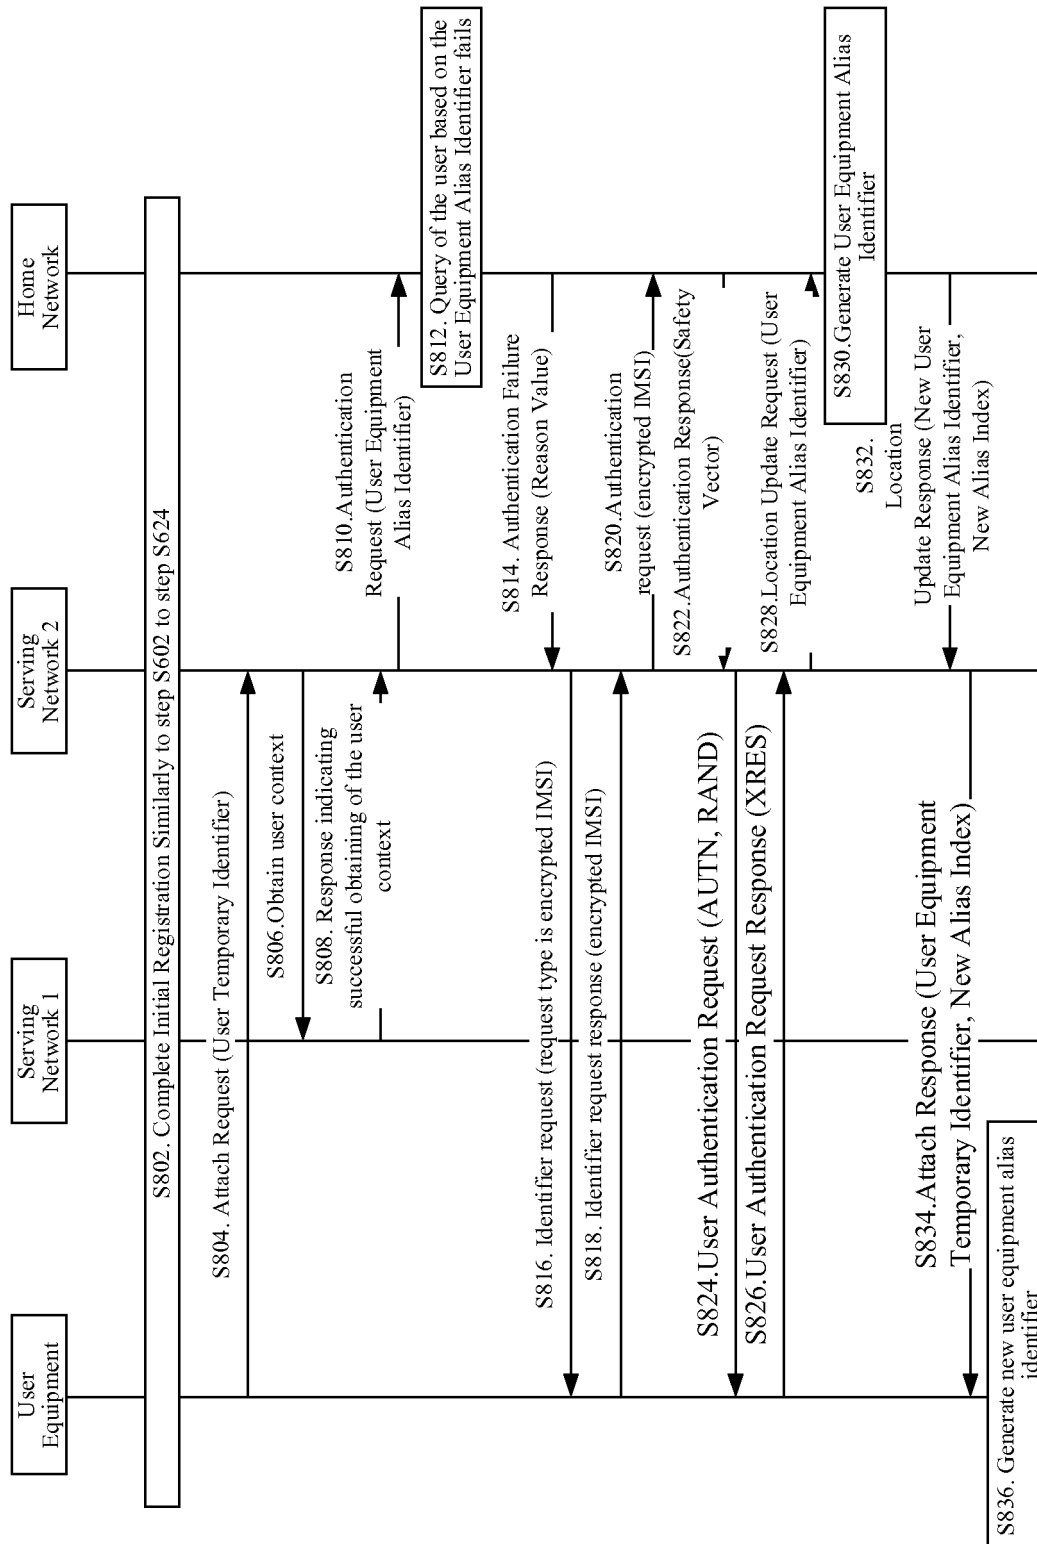 User
Equipment
Serving
Network 1
Serving
Network 2
Home
Network
S802. Complete Initial Registration Similarly to step S602 to step S624
S804. Attach Request (User Temporary Identifier)
S806.Obtain user context
S808. Response indicating
successful obtaining of the user
context
S810.Authentication
Request (User Equipment
Alias Identifier)
S812. Query of the user based on the
User Equipment Alias Identifier fails
S814. Authentication Failure
Response (Reason Value)
S816. Identifier request (request type is encrypted IMSI)
S818. Identifier request response (encrypted IMSI)
S820.Authentication
request (encrypted IMSI)
S822.Authentication Response(Safety
Vector)
S824.User Authentication Request (AUTN, RAND)
S826.User Authentication Request Response (XRES)
S828.Location Update Request (User
Equipment Alias Identifier)
S830.Generate User Equipment Alias
Identifier
S832.
Location
Update Response (New User
Equipment Alias Identifier,
New Alias Index)
S834.Attach Response (User Equipment
Temporary Identifier, New Alias Index)
S836. Generate new user equipment alias
identifier